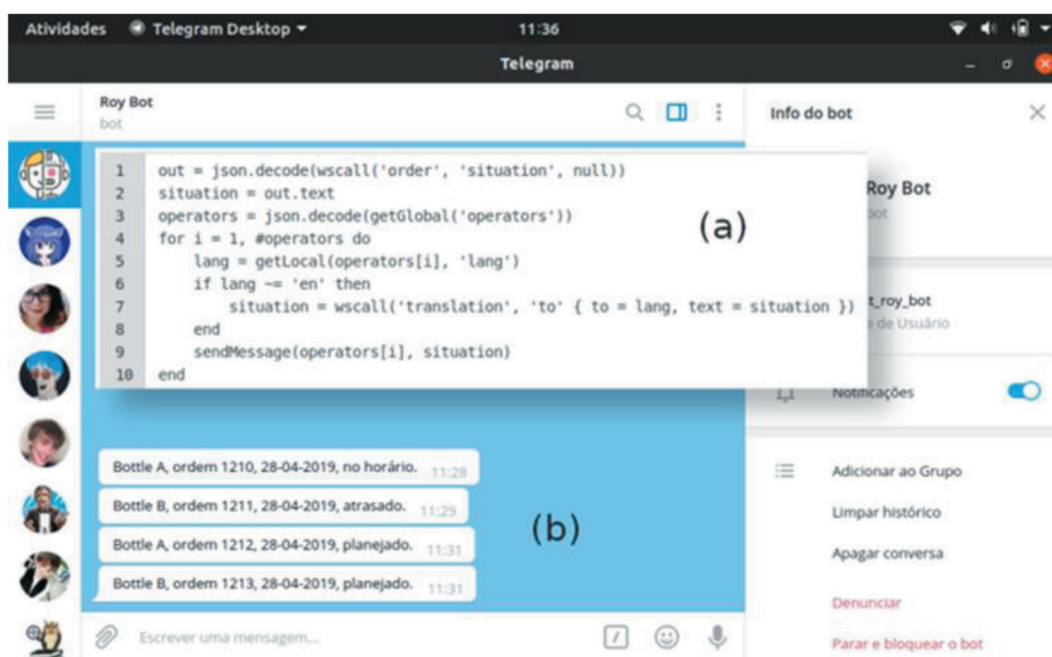 Atividades Telegram Desktop 11:36
Telegram
Roy Bot
bot
Info do bot
1 out = json.decode(wscall('order', 'situation', null))
2 situation = out.text
3 operators = json.decode(getGlobal('operators'))
4 for i = 1, #operators do
5 lang = getLocal(operators[i], 'lang')
6 if lang ~= 'en' then
7 situation = wscall('translation', 'to' { to = lang, text = situation })
8 end
9 sendMessage(operators[i], situation)
10 end
(a)
Roy Bot
bot
t_roy_bot
de Usuário
Notificações
Bottle A, ordem 1210, 28-04-2019, no horário. 11:28
Bottle B, ordem 1211, 28-04-2019, atrasado. 11:29
Bottle A, ordem 1212, 28-04-2019, planejado. 11:31
Bottle B, ordem 1213, 28-04-2019, planejado. 11:31
(b)
Adicionar ao Grupo
Limpar histórico
Apagar conversa
Denunciar
Parar e bloquear o bot
Escrever uma mensagem...